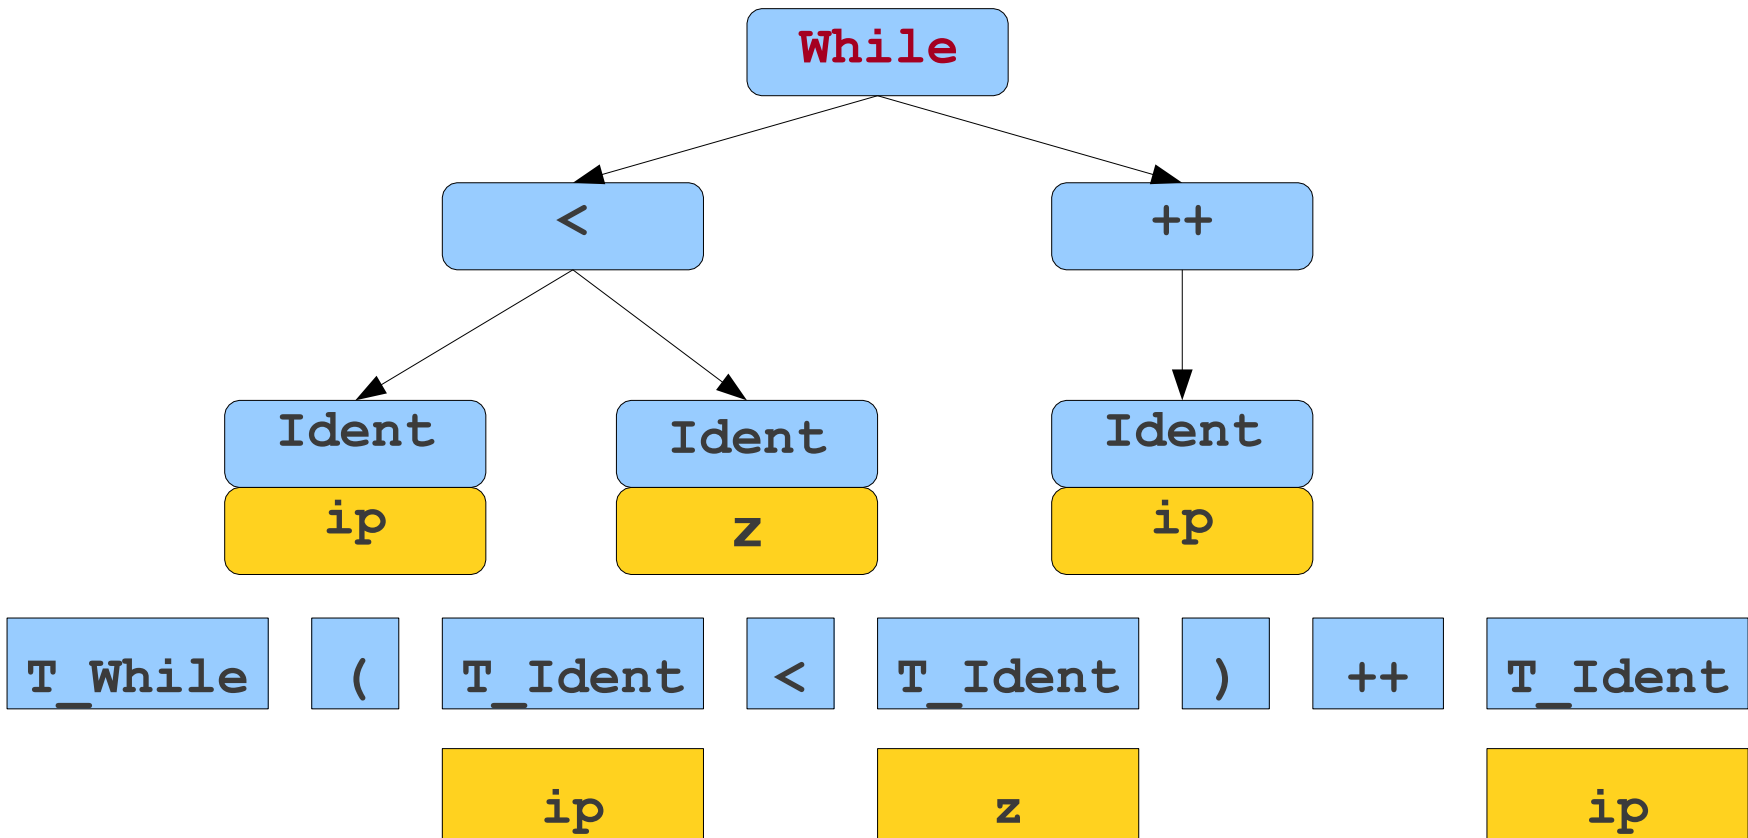 While
< ++
Ident Ident Ident
ip z ip
T_While ( T_Ident < T_Ident ) ++ T_Ident
ip z ip